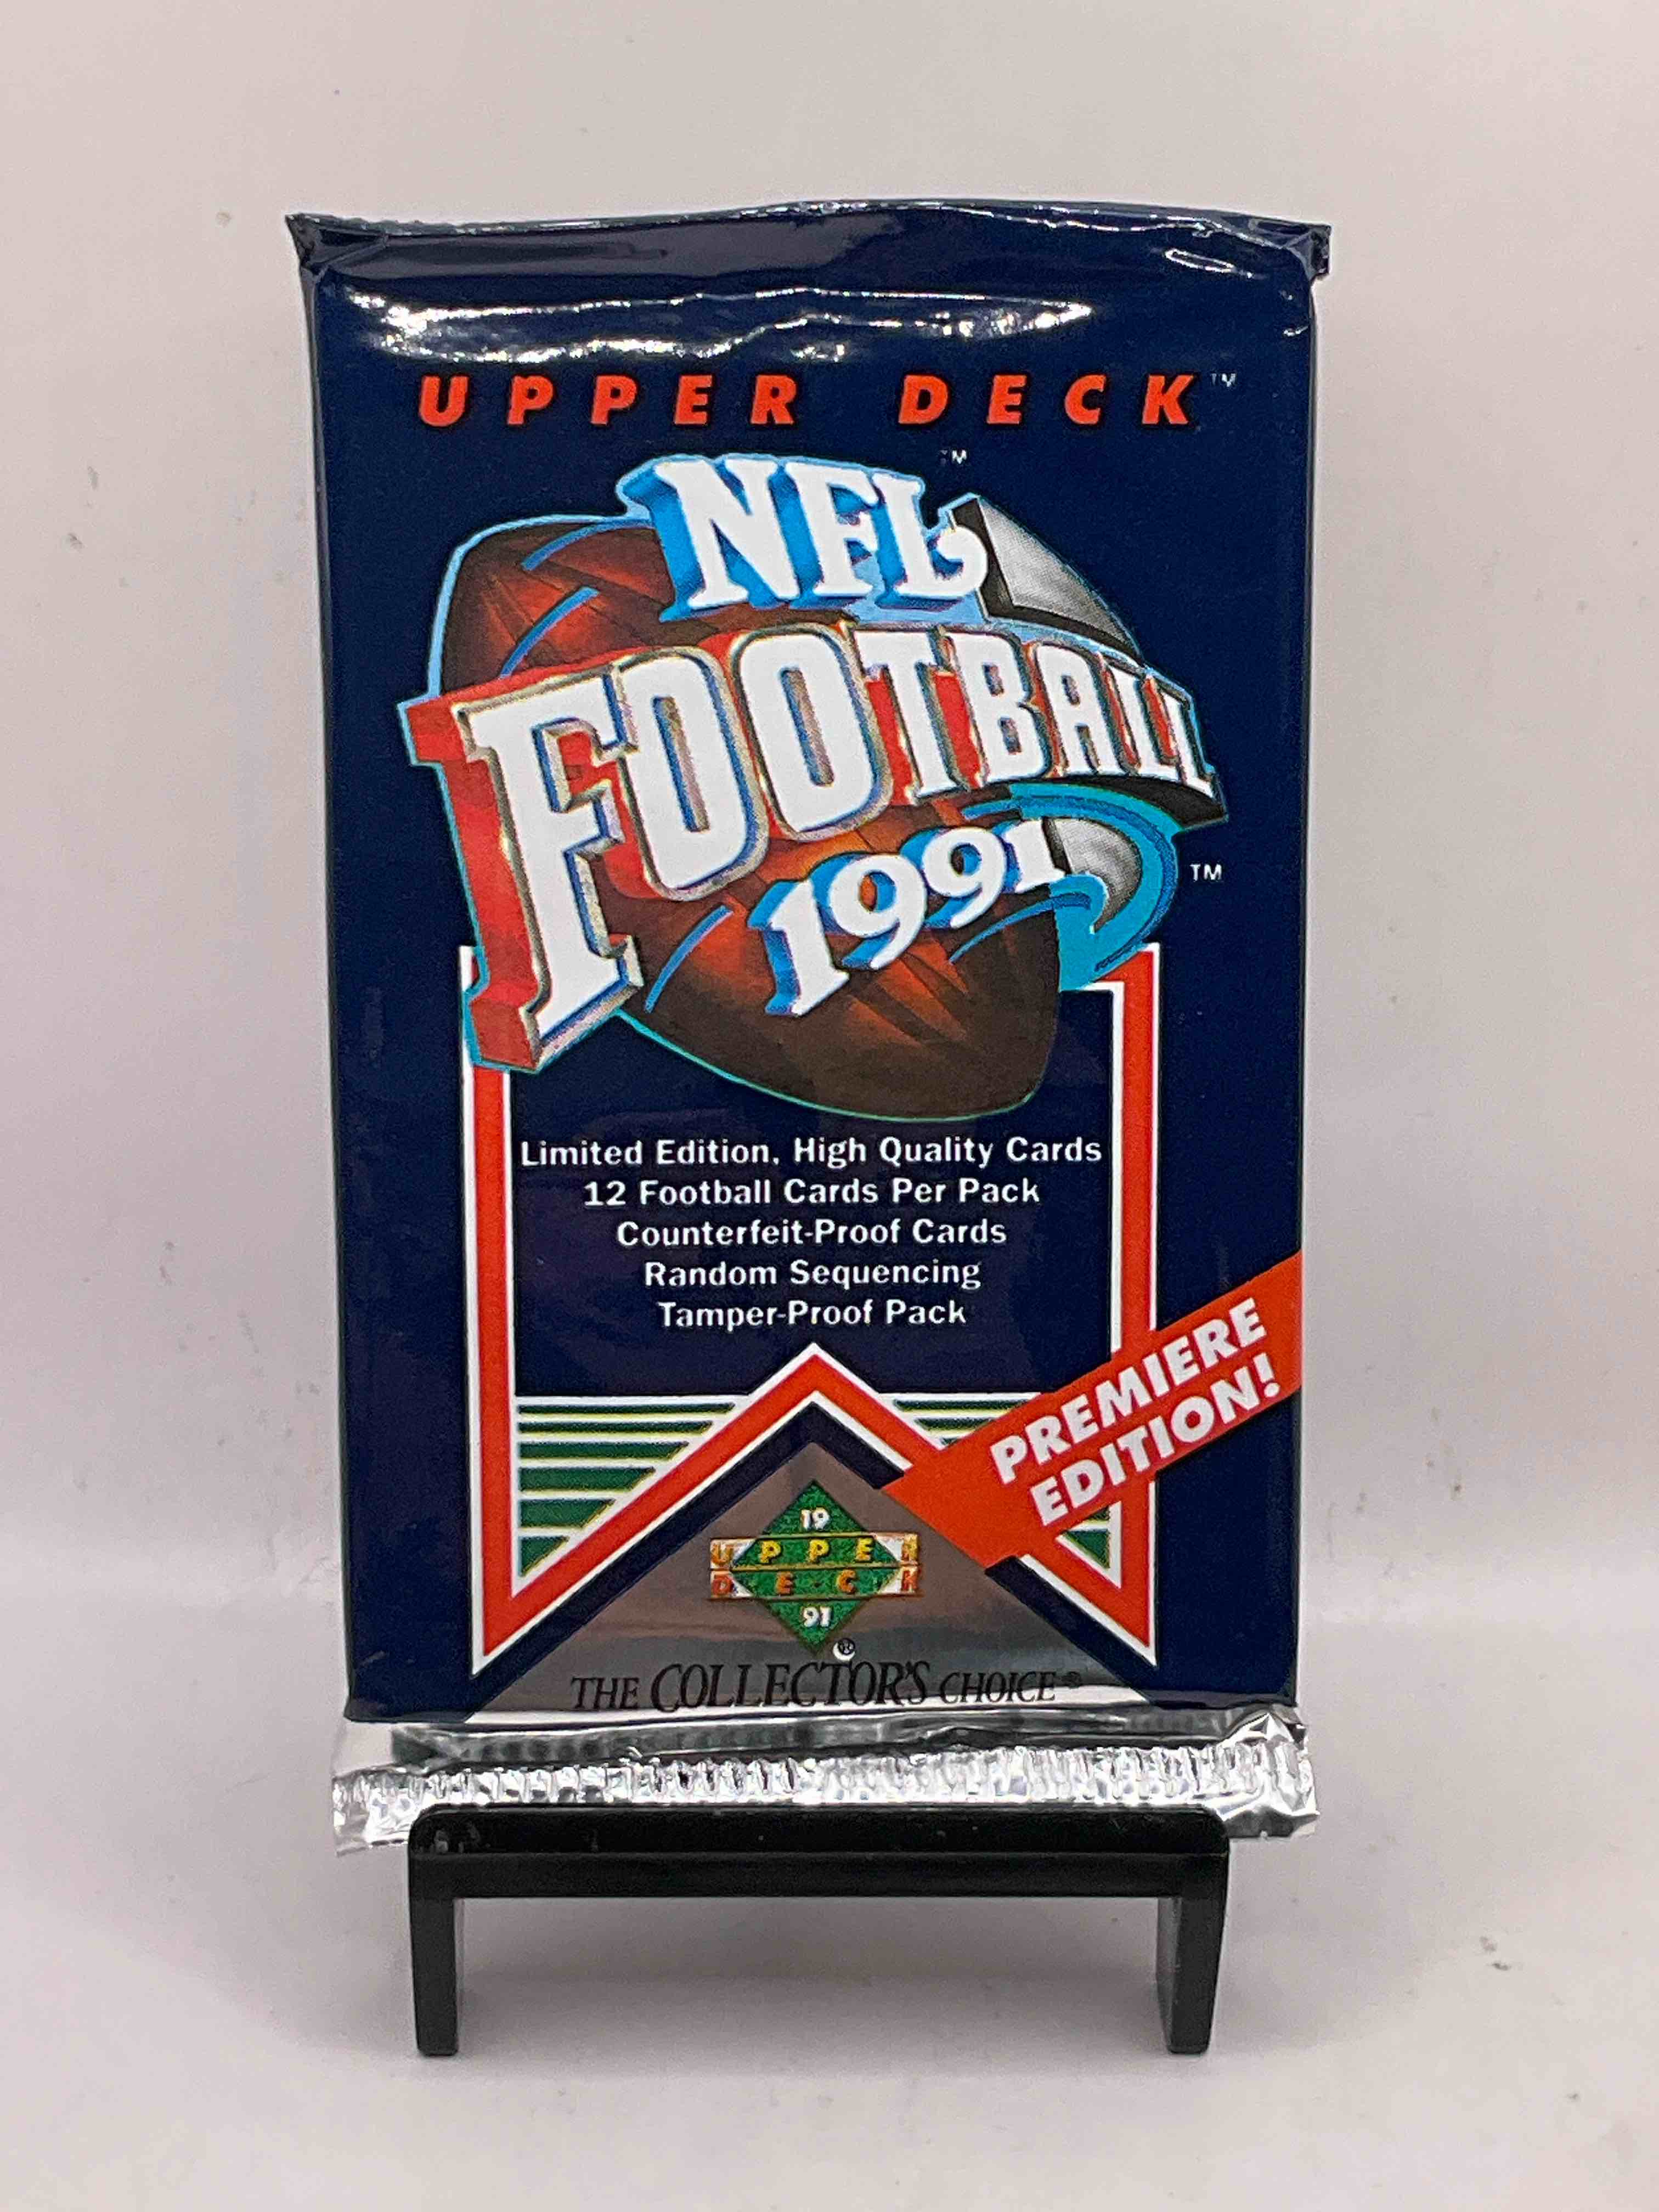 UPPER DECK™
™
NFL
FOOTBALL
1991
™
Limited Edition, High Quality Cards
12 Football Cards Per Pack
Counterfeit-Proof Cards
Random Sequencing
Tamper-Proof Pack
PREMIERE
EDITION!
19
UPPER
DECK
91
®
THE COLLECTOR'S CHOICE®